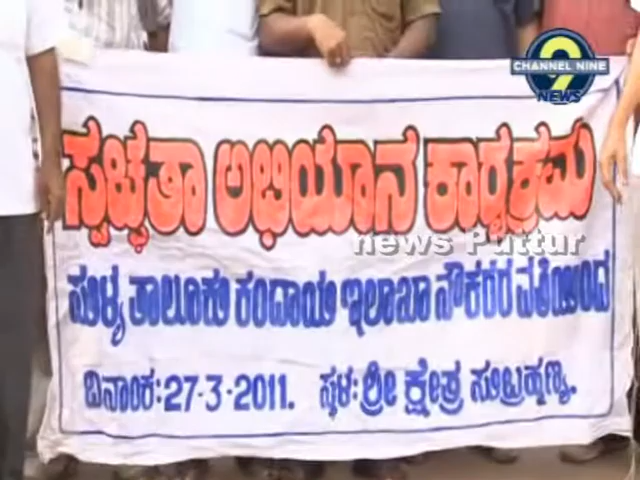 CHANNEL NINE
9
NEWS
ಸ್ವಚ್ಛತಾ ಅಭಿಯಾನ ಕಾರ್ಯಕ್ರಮ
news Puttur
ಸುಳ್ಯ ತಾಲೂಕು ಕಂದಾಯ ಇಲಾಖಾ ನೌಕರರ ವತಿಯಿಂದ
ದಿನಾಂಕ:27-3-2011. ಸ್ಥಳ:ಶ್ರೀ ಕ್ಷೇತ್ರ ಸುಬ್ರಹ್ಮಣ್ಯ.